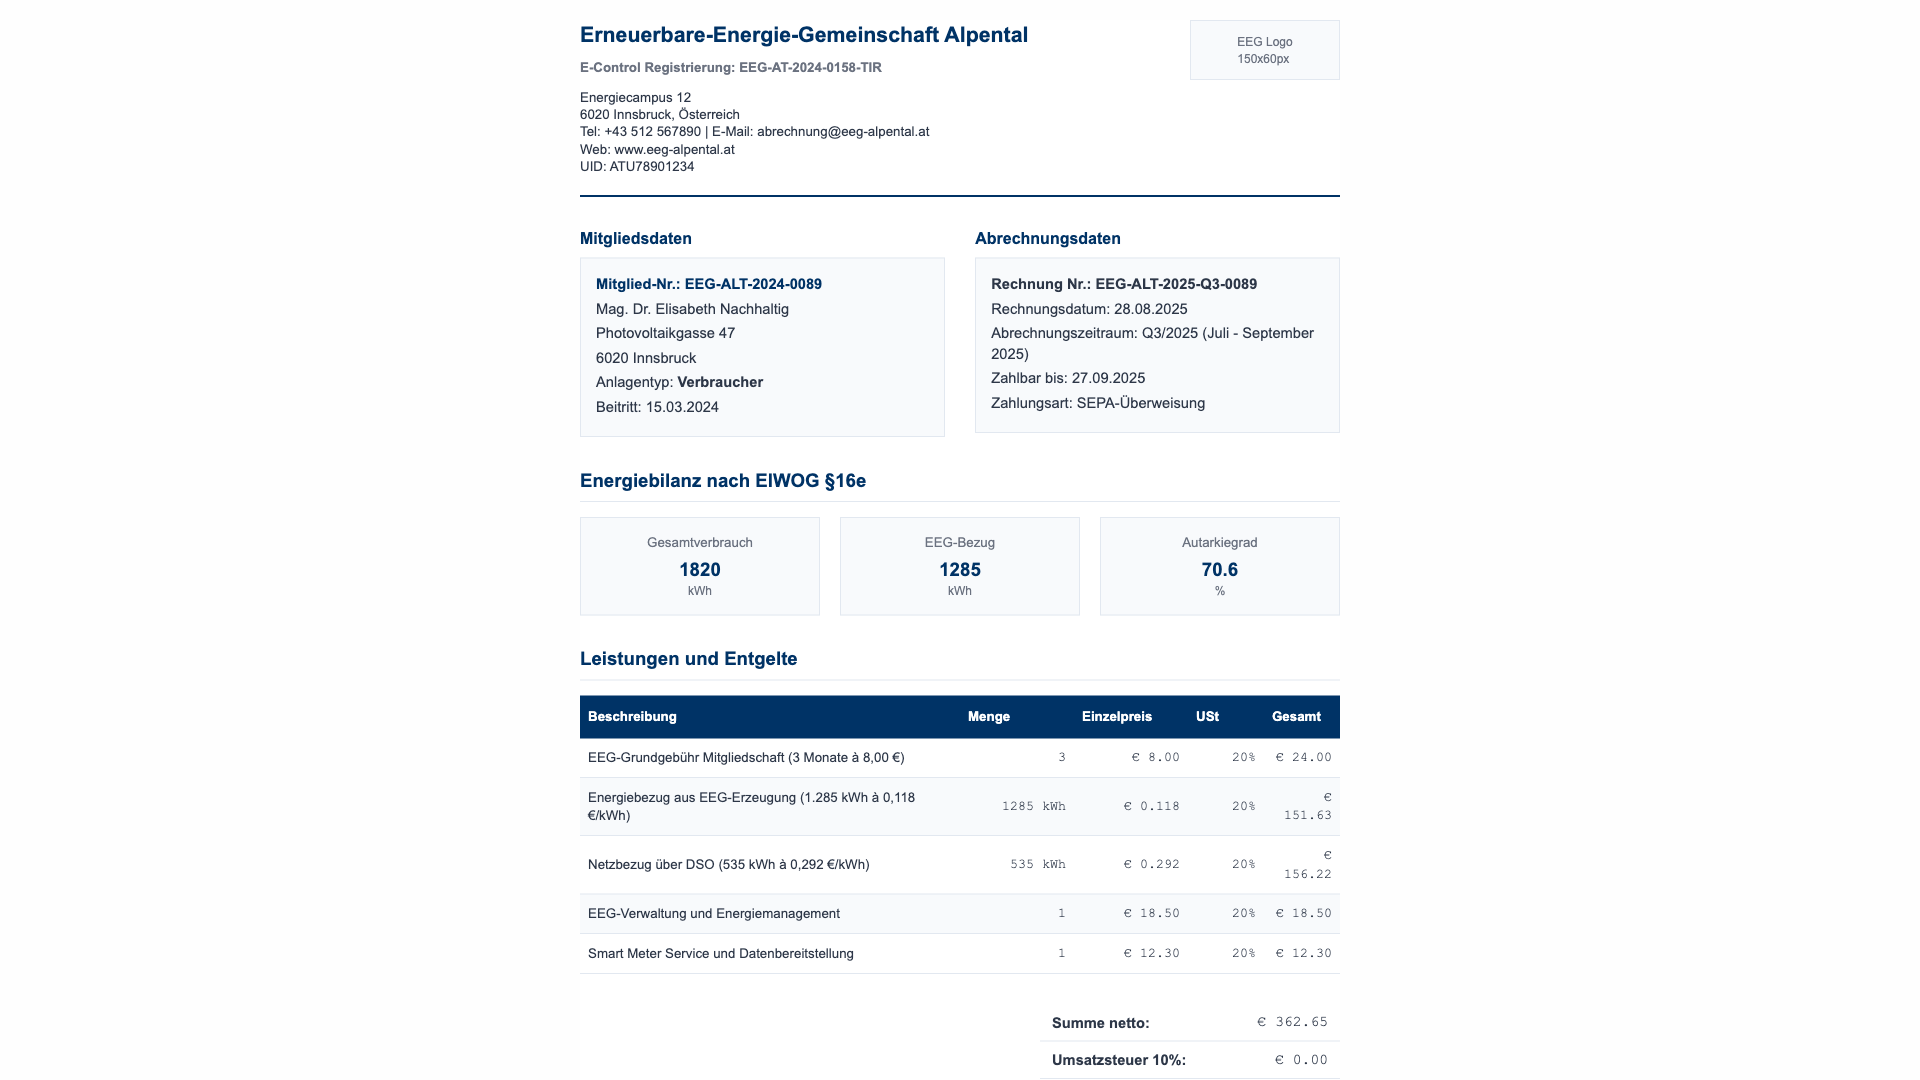 Erneuerbare-Energie-Gemeinschaft Alpental
E-Control Registrierung: EEG-AT-2024-0158-TIR
Energiecampus 12
6020 Innsbruck, Österreich
Tel: +43 512 567890 | E-Mail: abrechnung@eeg-alpental.at
Web: www.eeg-alpental.at
UID: ATU78901234
EEG Logo
150x60px
Mitgliedsdaten
Mitglied-Nr.: EEG-ALT-2024-0089
Mag. Dr. Elisabeth Nachhaltig
Photovoltaikgasse 47
6020 Innsbruck
Anlagentyp: Verbraucher
Beitritt: 15.03.2024
Abrechnungsdaten
Rechnung Nr.: EEG-ALT-2025-Q3-0089
Rechnungsdatum: 28.08.2025
Abrechnungszeitraum: Q3/2025 (Juli - September
2025)
Zahlbar bis: 27.09.2025
Zahlungsart: SEPA-Überweisung
Energiebilanz nach ElWOG §16e
Gesamtverbrauch
1820
kWh
EEG-Bezug
1285
kWh
Autarkiegrad
70.6
%
Leistungen und Entgelte
Beschreibung Menge Einzelpreis USt Gesamt
EEG-Grundgebühr Mitgliedschaft (3 Monate à 8,00 €) 3 € 8.00 20% € 24.00
Energiebezug aus EEG-Erzeugung (1.285 kWh à 0,118
€/kWh) 1285 kWh € 0.118 20% €
151.63
Netzbezug über DSO (535 kWh à 0,292 €/kWh) 535 kWh € 0.292 20% €
156.22
EEG-Verwaltung und Energiemanagement 1 € 18.50 20% € 18.50
Smart Meter Service und Datenbereitstellung 1 € 12.30 20% € 12.30
Summe netto: € 362.65
Umsatzsteuer 10%: € 0.00